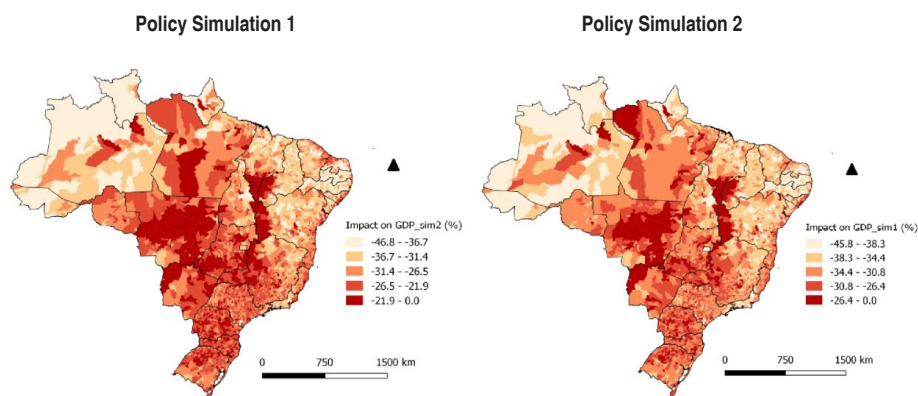 Policy Simulation 1
Impact on GDP_sim2 (%)
-46.8 - -36.7
-36.7 - -31.4
-31.4 - -26.5
-26.5 - -21.9
-21.9 - 0.0
0 750 1500 km
Policy Simulation 2
Impact on GDP_sim1 (%)
-45.8 - -38.3
-38.3 - -34.4
-34.4 - -30.8
-30.8 - -26.4
-26.4 - 0.0
0 750 1500 km